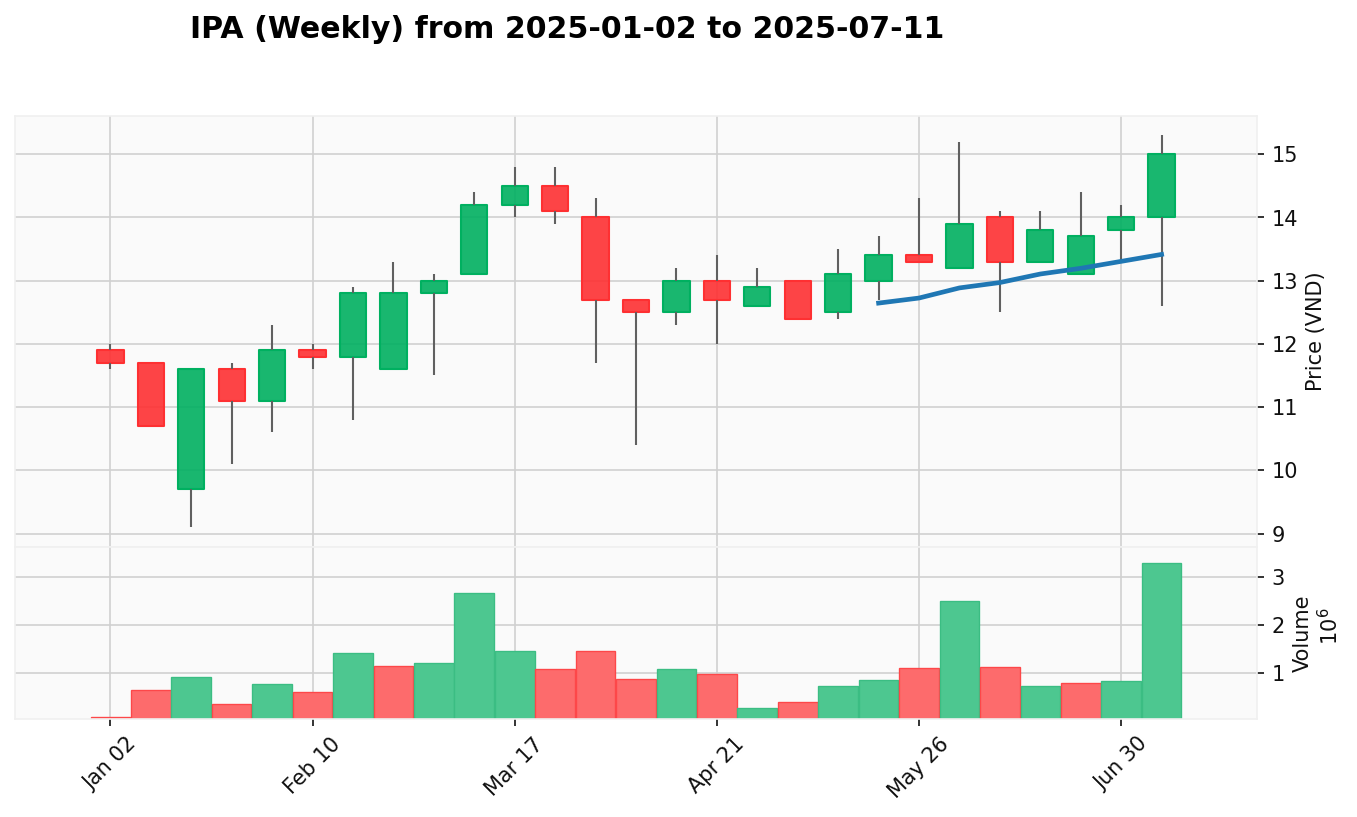 IPA (Weekly) from 2025-01-02 to 2025-07-11
15
14
13
12
11
10
9
Price (VND)
3
2
1
Volume
10⁶
Jan 02
Feb 10
Mar 17
Apr 21
May 26
Jun 30